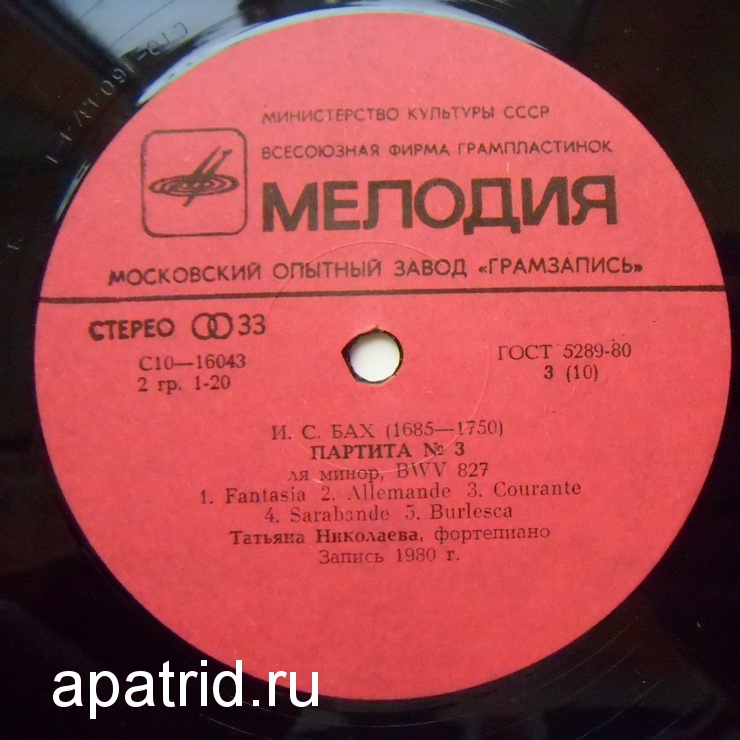 МИНИСТЕРСТВО КУЛЬТУРЫ СССР
ВСЕСОЮЗНАЯ ФИРМА ГРАМПЛАСТИНОК
МЕЛОДИЯ
МОСКОВСКИЙ ОПЫТНЫЙ ЗАВОД «ГРАМЗАПИСЬ»
СТЕРЕО 33
ГОСТ 5289-80
С10—16043
3 (10)
2 гр. 1-20
И. С. БАХ (1685—1750)
ПАРТИТА № 3
ля минор, BWV 827
1. Fantasia 2. Allemande 3. Courante
4. Sarabande 5. Burlesca
Татьяна Николаева, фортепиано
Запись 1980 г.
apatrid.ru